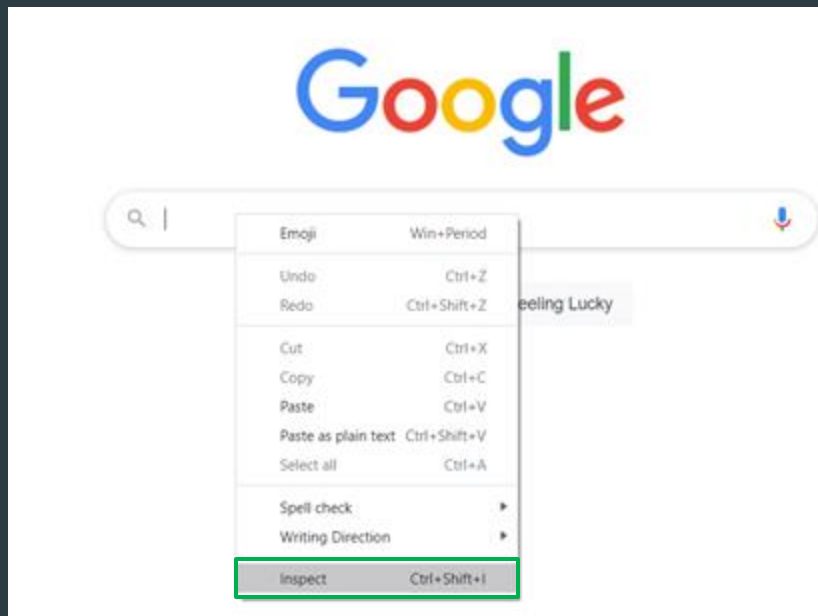 Google
Emoji Win+Period
Undo Ctrl+Z
Redo Ctrl+Shift+Z
eeling Lucky
Cut Ctrl+X
Copy Ctrl+C
Paste Ctrl+V
Paste as plain text Ctrl+Shift+V
Select all Ctrl+A
Spell check
Writing Direction
Inspect Ctrl+Shift+I